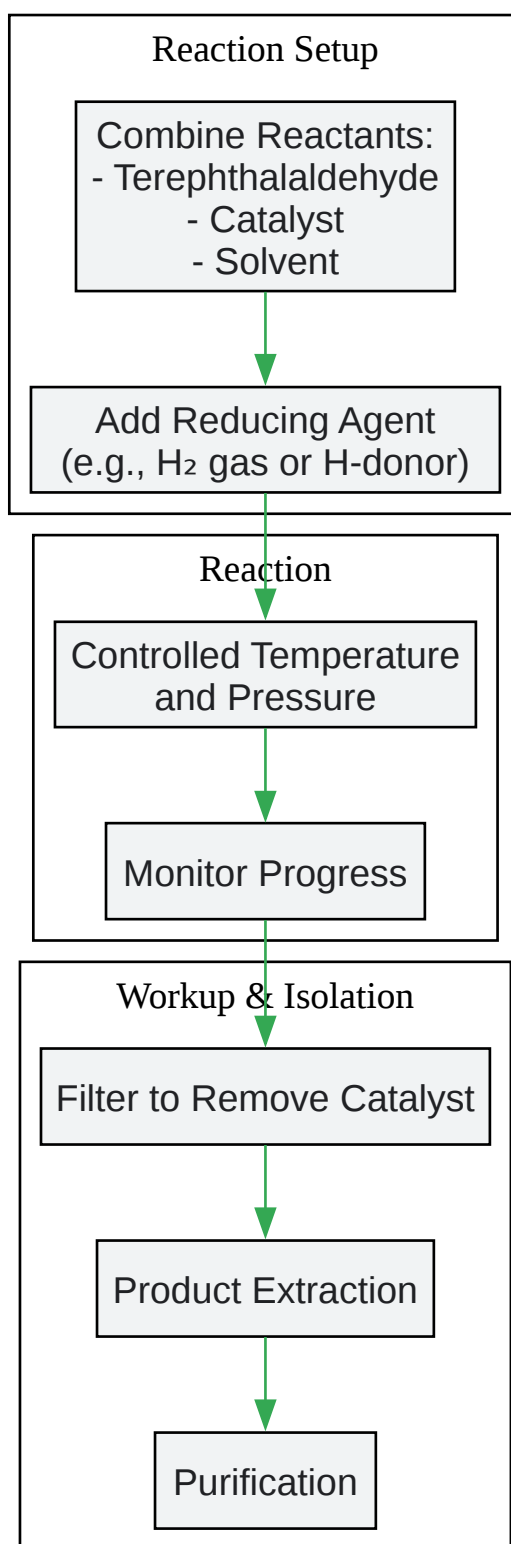 Reaction Setup
Combine Reactants:
- Terephthalaldehyde
- Catalyst
- Solvent
Add Reducing Agent
(e.g., H₂ gas or H-donor)
Reaction
Controlled Temperature
and Pressure
Monitor Progress
Workup & Isolation
Filter to Remove Catalyst
Product Extraction
Purification